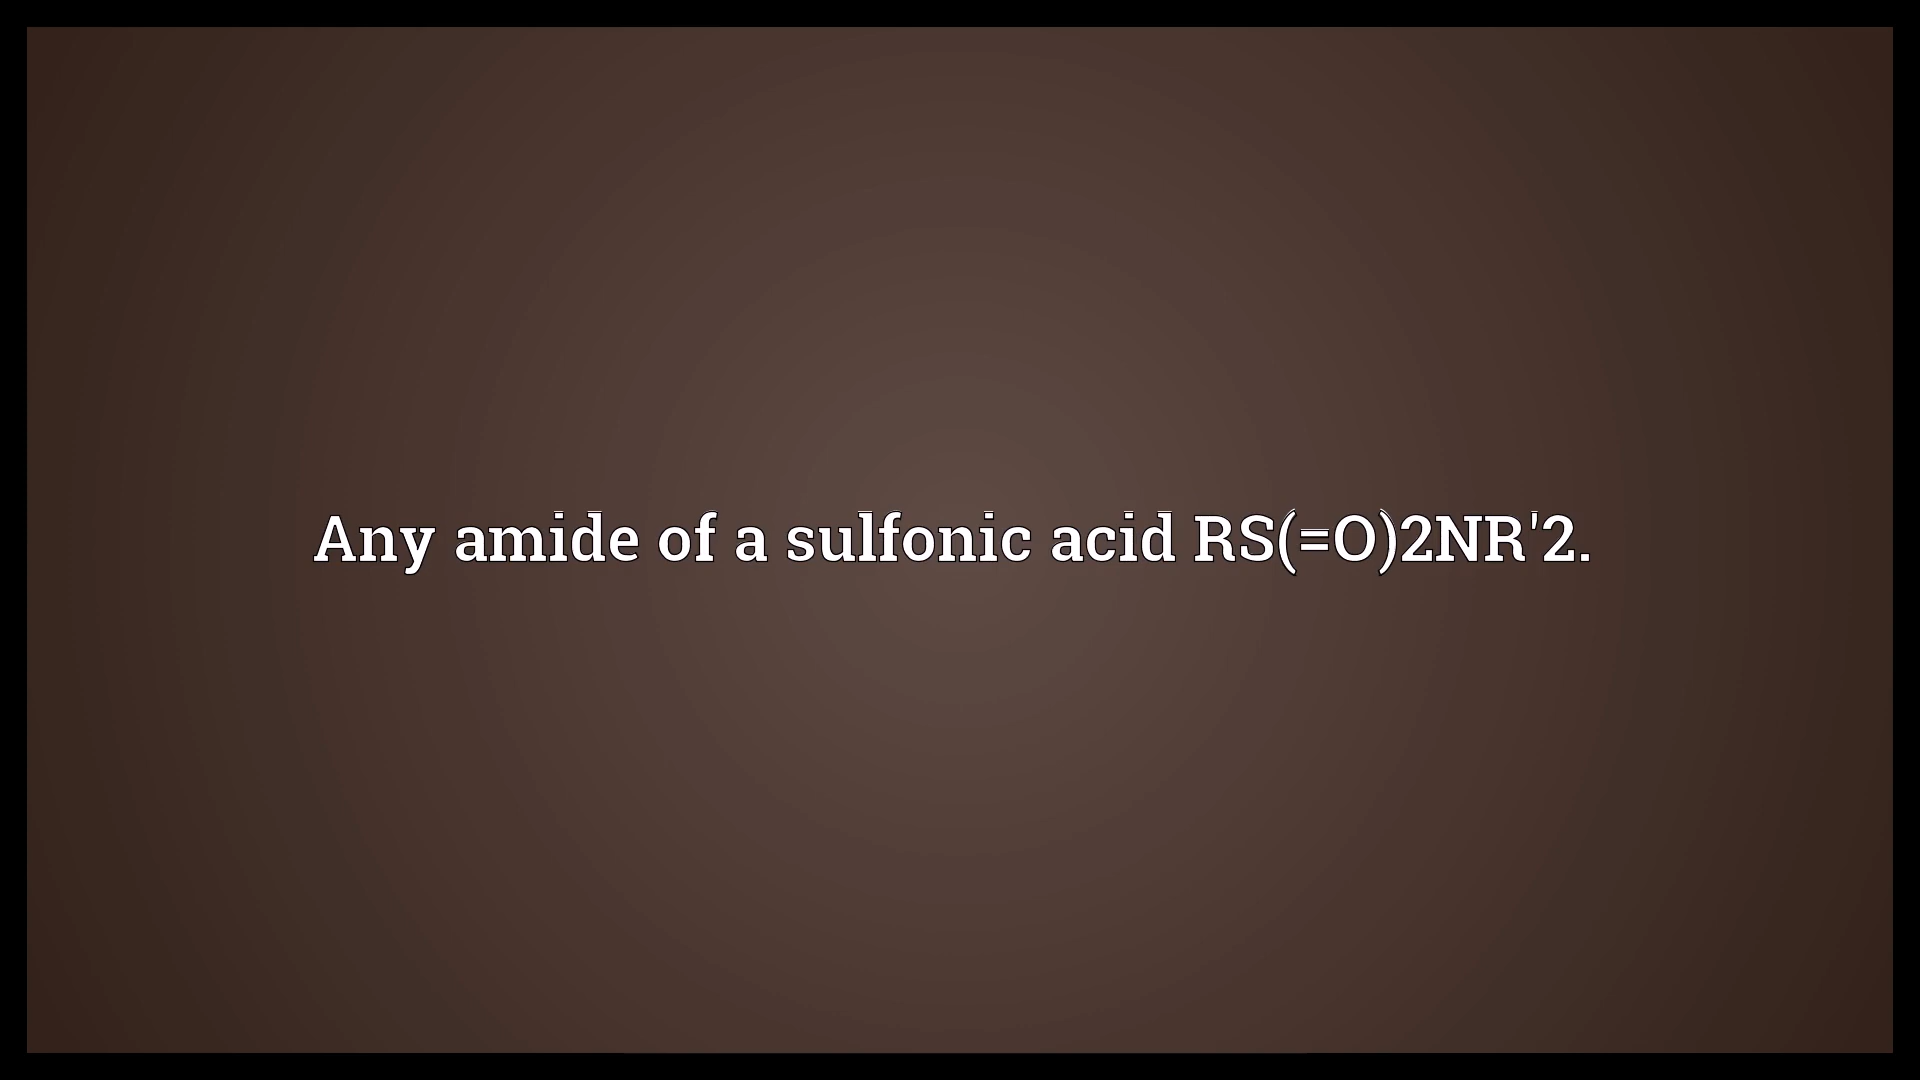 Any amide of a sulfonic acid RS(=O)2NR'2.